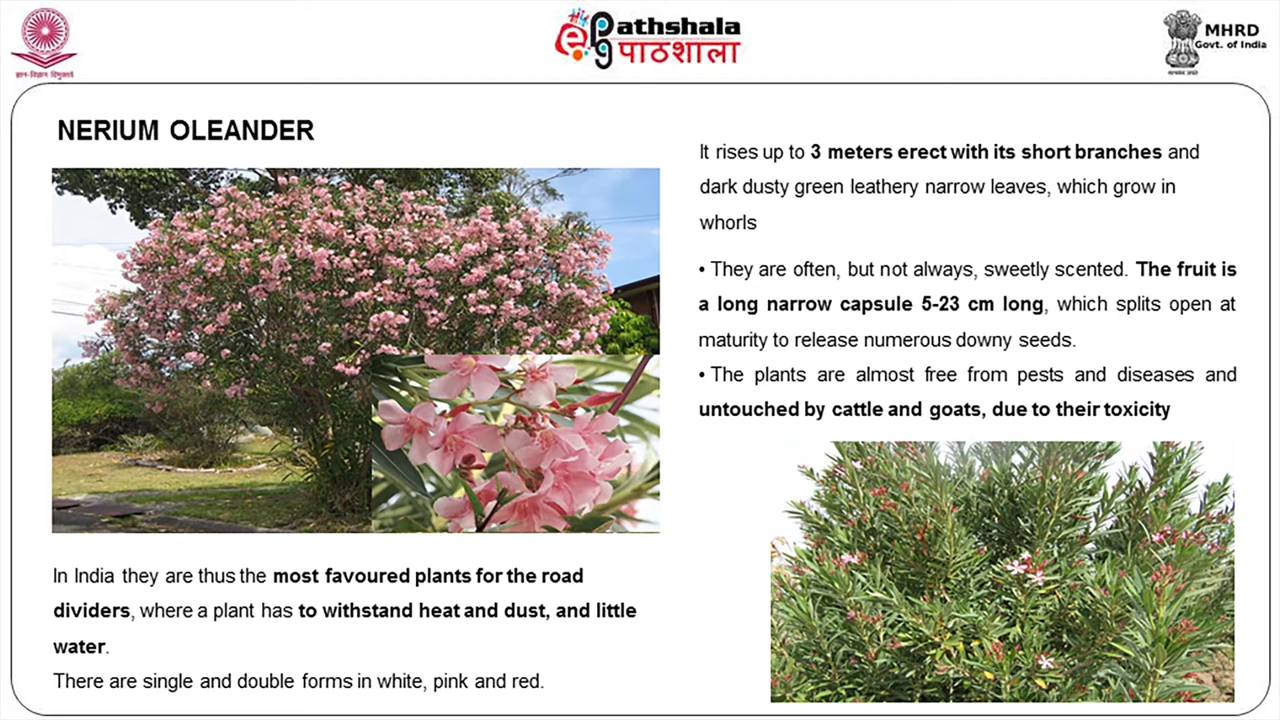 ज्ञान-विज्ञान विमुक्तये
ePg Pathshala
पाठशाला
MHRD
Govt. of India
सत्यमेव जयते
NERIUM OLEANDER
It rises up to 3 meters erect with its short branches and
dark dusty green leathery narrow leaves, which grow in
whorls
• They are often, but not always, sweetly scented. The fruit is
a long narrow capsule 5-23 cm long, which splits open at
maturity to release numerous downy seeds.
• The plants are almost free from pests and diseases and
untouched by cattle and goats, due to their toxicity
In India they are thus the most favoured plants for the road
dividers, where a plant has to withstand heat and dust, and little
water.
There are single and double forms in white, pink and red.